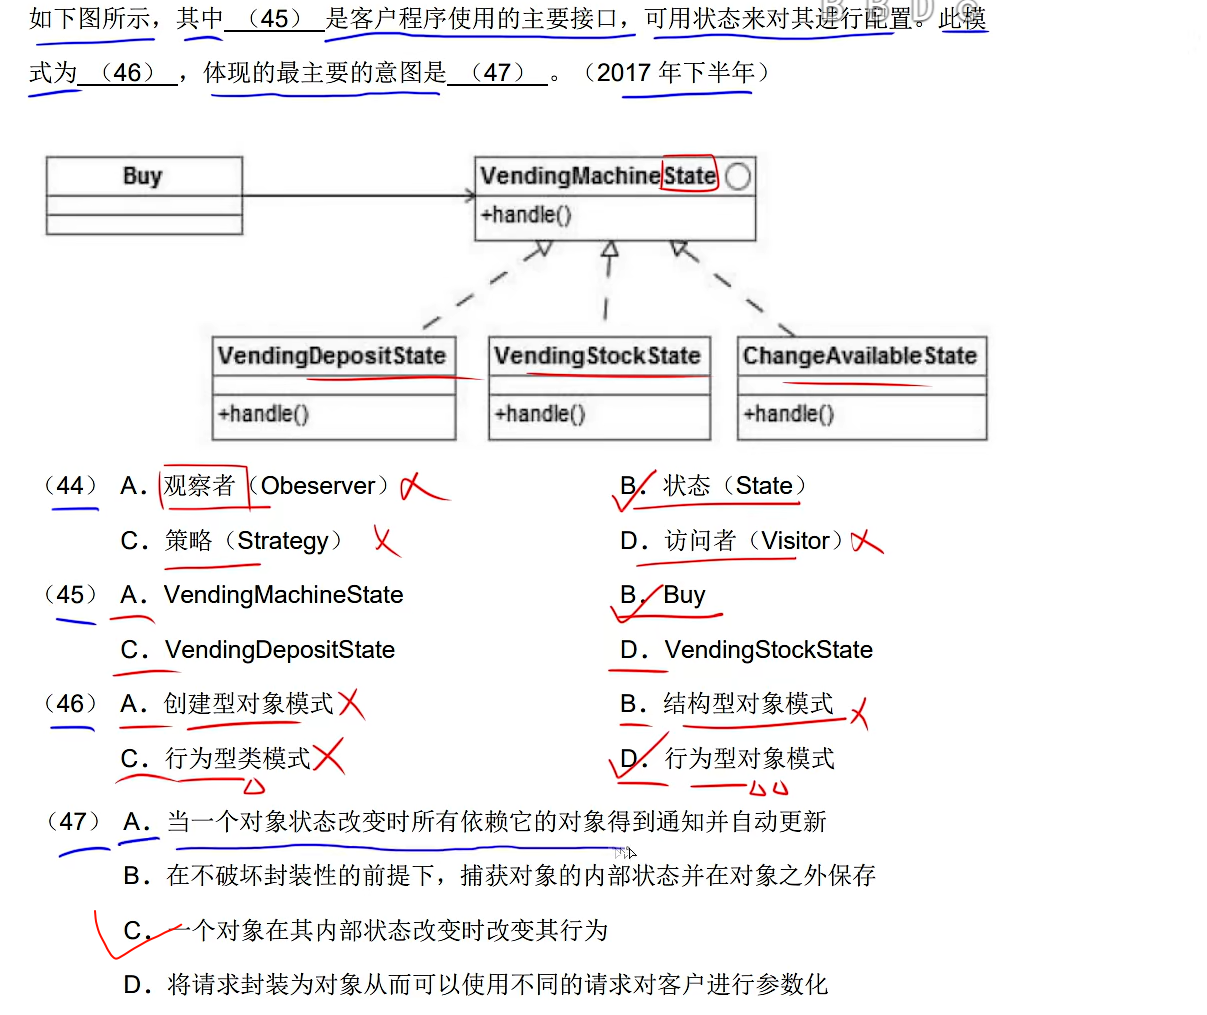 如下图所示，其中（45）是客户程序使用的主要接口，可用状态来对其进行配置。此模
式为（46），体现的最主要的意图是（47）。（2017 年下半年）
Buy
VendingMachineState
+handle()
VendingDepositState VendingStockState ChangeAvailableState
+handle() +handle() +handle()
（44） A．观察者（Obeserver） B．状态（State）
C．策略（Strategy） D．访问者（Visitor）
（45） A．VendingMachineState B．Buy
C．VendingDepositState D．VendingStockState
（46） A．创建型对象模式 B．结构型对象模式
C．行为型类模式 D．行为型对象模式
（47） A．当一个对象状态改变时所有依赖它的对象得到通知并自动更新
B．在不破坏封装性的前提下，捕获对象的内部状态并在对象之外保存
C．一个对象在其内部状态改变时改变其行为
D．将请求封装为对象从而可以使用不同的请求对客户进行参数化